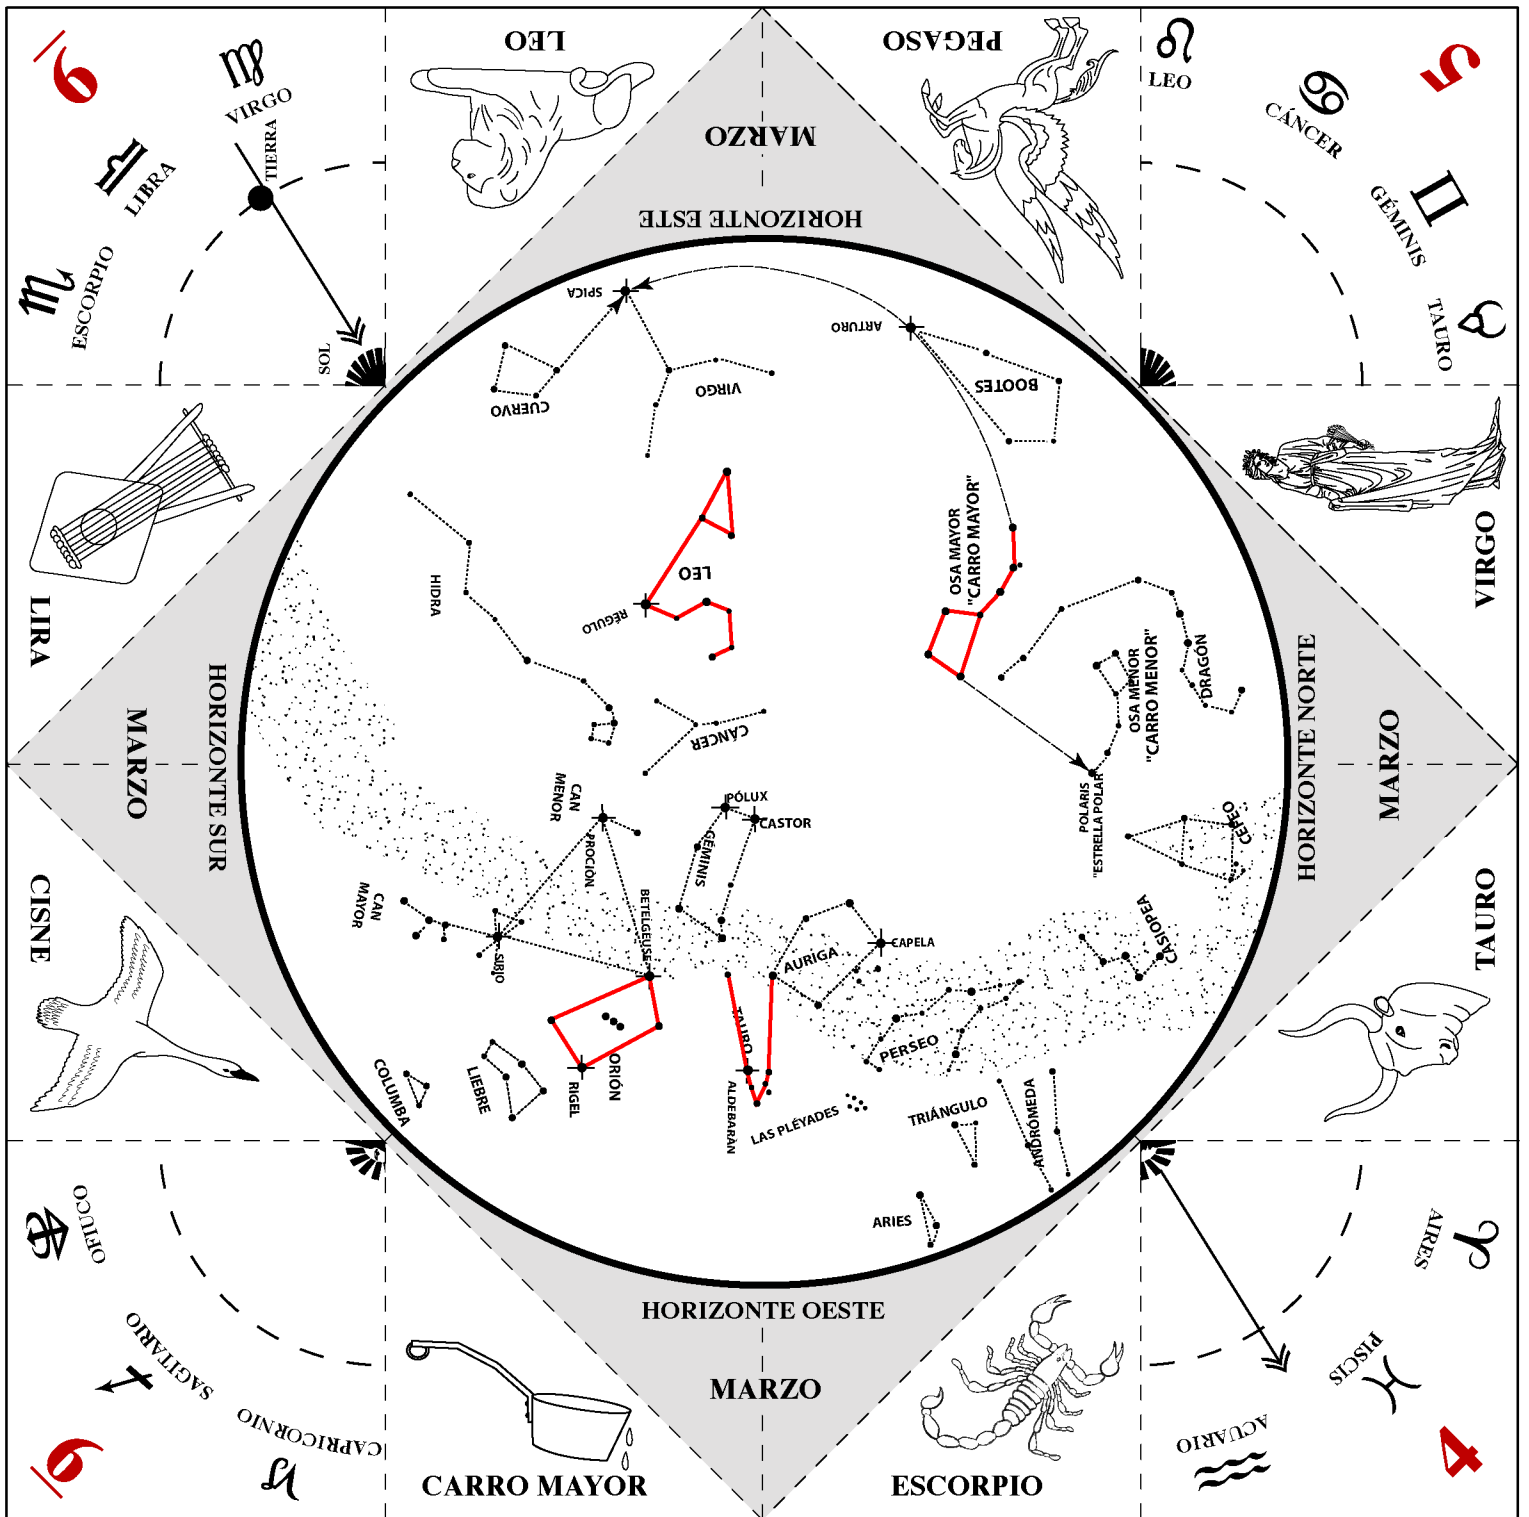 6
VIRGO
TIERRA
LIBRA
ESCORPIO
SOL
LEO
PEGASO
LEO
5
CÁNCER
GÉMINIS
TAURO
MARZO
HORIZONTE ESTE
SPICA
ARTURO
CUERVO
VIRGO
BOOTES
LIRA
VIRGO
HIDRA
LEO
RÉGULO
OSA MAYOR
"CARRO MAYOR"
DRAGÓN
OSA MENOR
"CARRO MENOR"
HORIZONTE SUR
MARZO
HORIZONTE NORTE
MARZO
CÁNCER
POLARIS
"ESTRELLA POLAR
CAN
MENOR
PROCIÒN
PÓLUX
CASTOR
GÉMINIS
CEFEO
CISNE
TAURO
CAN
MAYOR
SIRIO
BETELGEUSE
AURIGA
CAPELA
CASIOPEA
PERSEO
TAURO
ORIÓN
RIGEL
LIEBRE
COLUMBA
ALDEBARÀN
LAS PLÉYADES
TRIÁNGULO
ANDRÓMEDA
ARIES
HORIZONTE OESTE
MARZO
OFIUCO
SAGITARIO
CAPRICORNIO
6
CARRO MAYOR
ESCORPIO
AIRES
PISCIS
ACUARIO
4